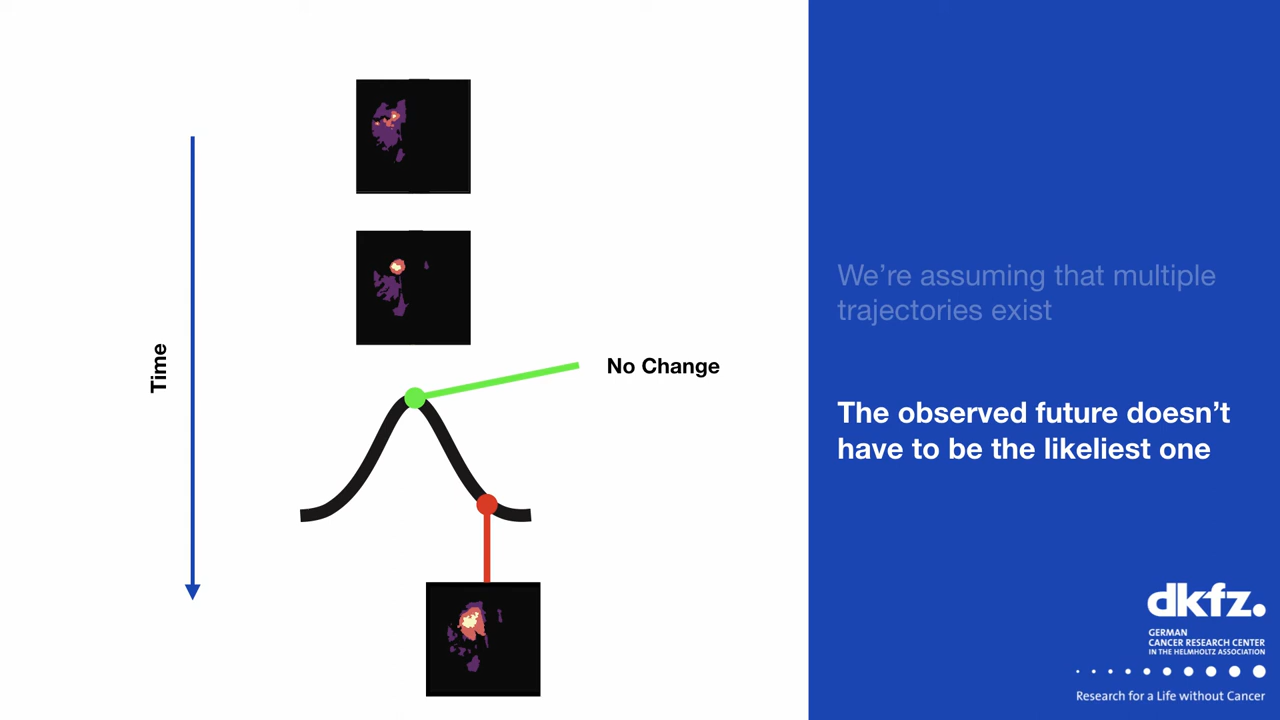 Time
No Change
We’re assuming that multiple
trajectories exist
The observed future doesn’t
have to be the likeliest one
dkfz.
GERMAN
CANCER RESEARCH CENTER
IN THE HELMHOLTZ ASSOCIATION
Research for a Life without Cancer